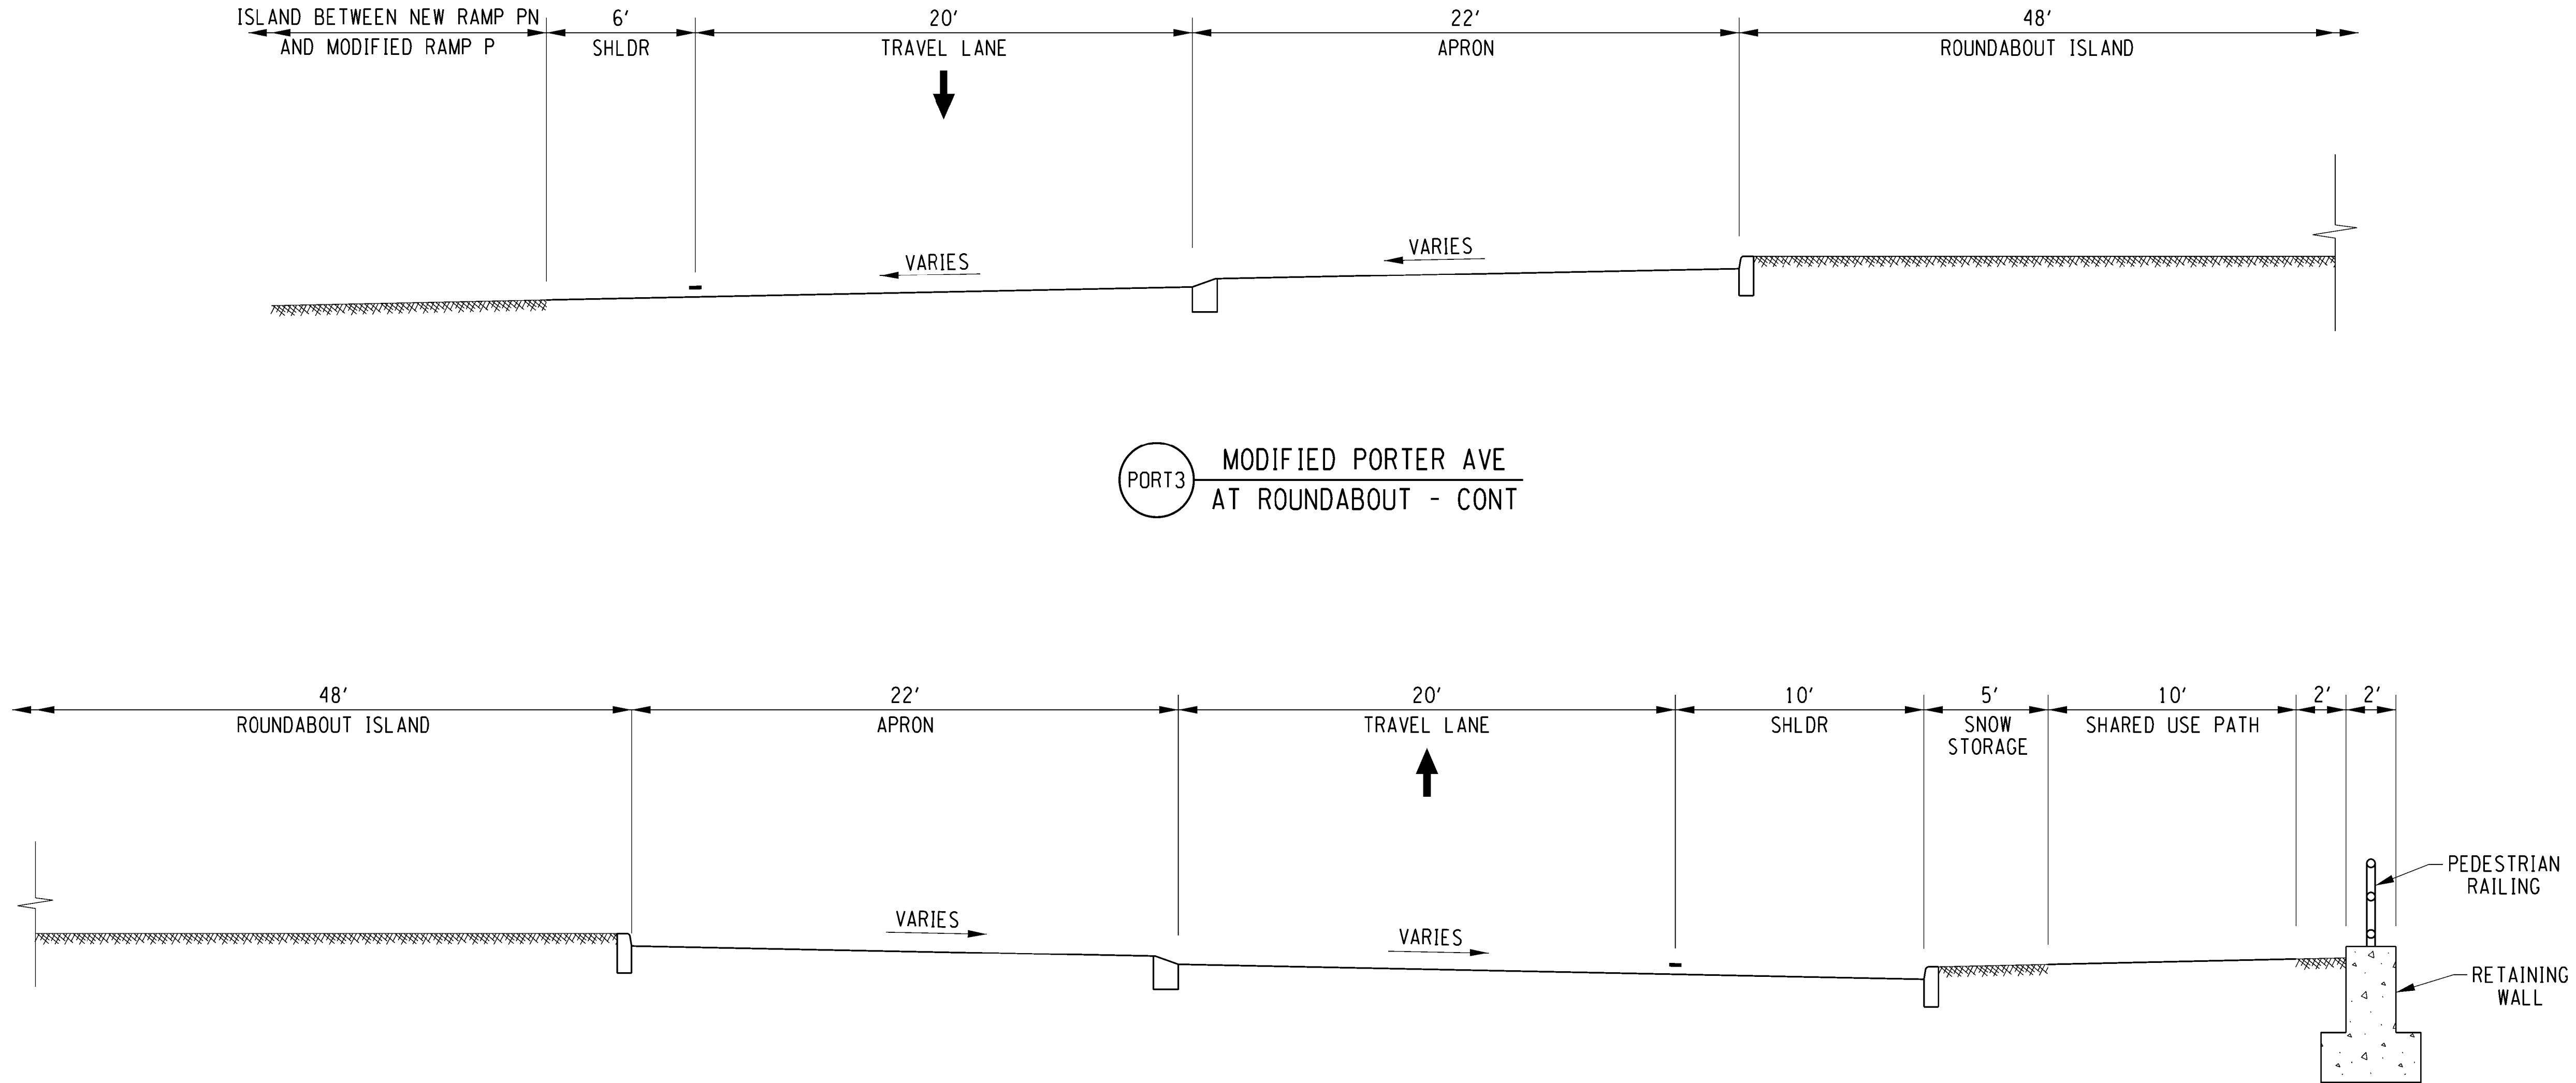 ISLAND BETWEEN NEW RAMP PN
AND MODIFIED RAMP P
6'
SHLDR
20'
TRAVEL LANE
22'
APRON
48'
ROUNDABOUT ISLAND
VARIES
VARIES
PORT3
MODIFIED PORTER AVE
AT ROUNDABOUT - CONT
48'
ROUNDABOUT ISLAND
22'
APRON
20'
TRAVEL LANE
10'
SHLDR
5'
SNOW
STORAGE
10'
SHARED USE PATH
2'
2'
VARIES
VARIES
PEDESTRIAN
RAILING
RETAINING
WALL